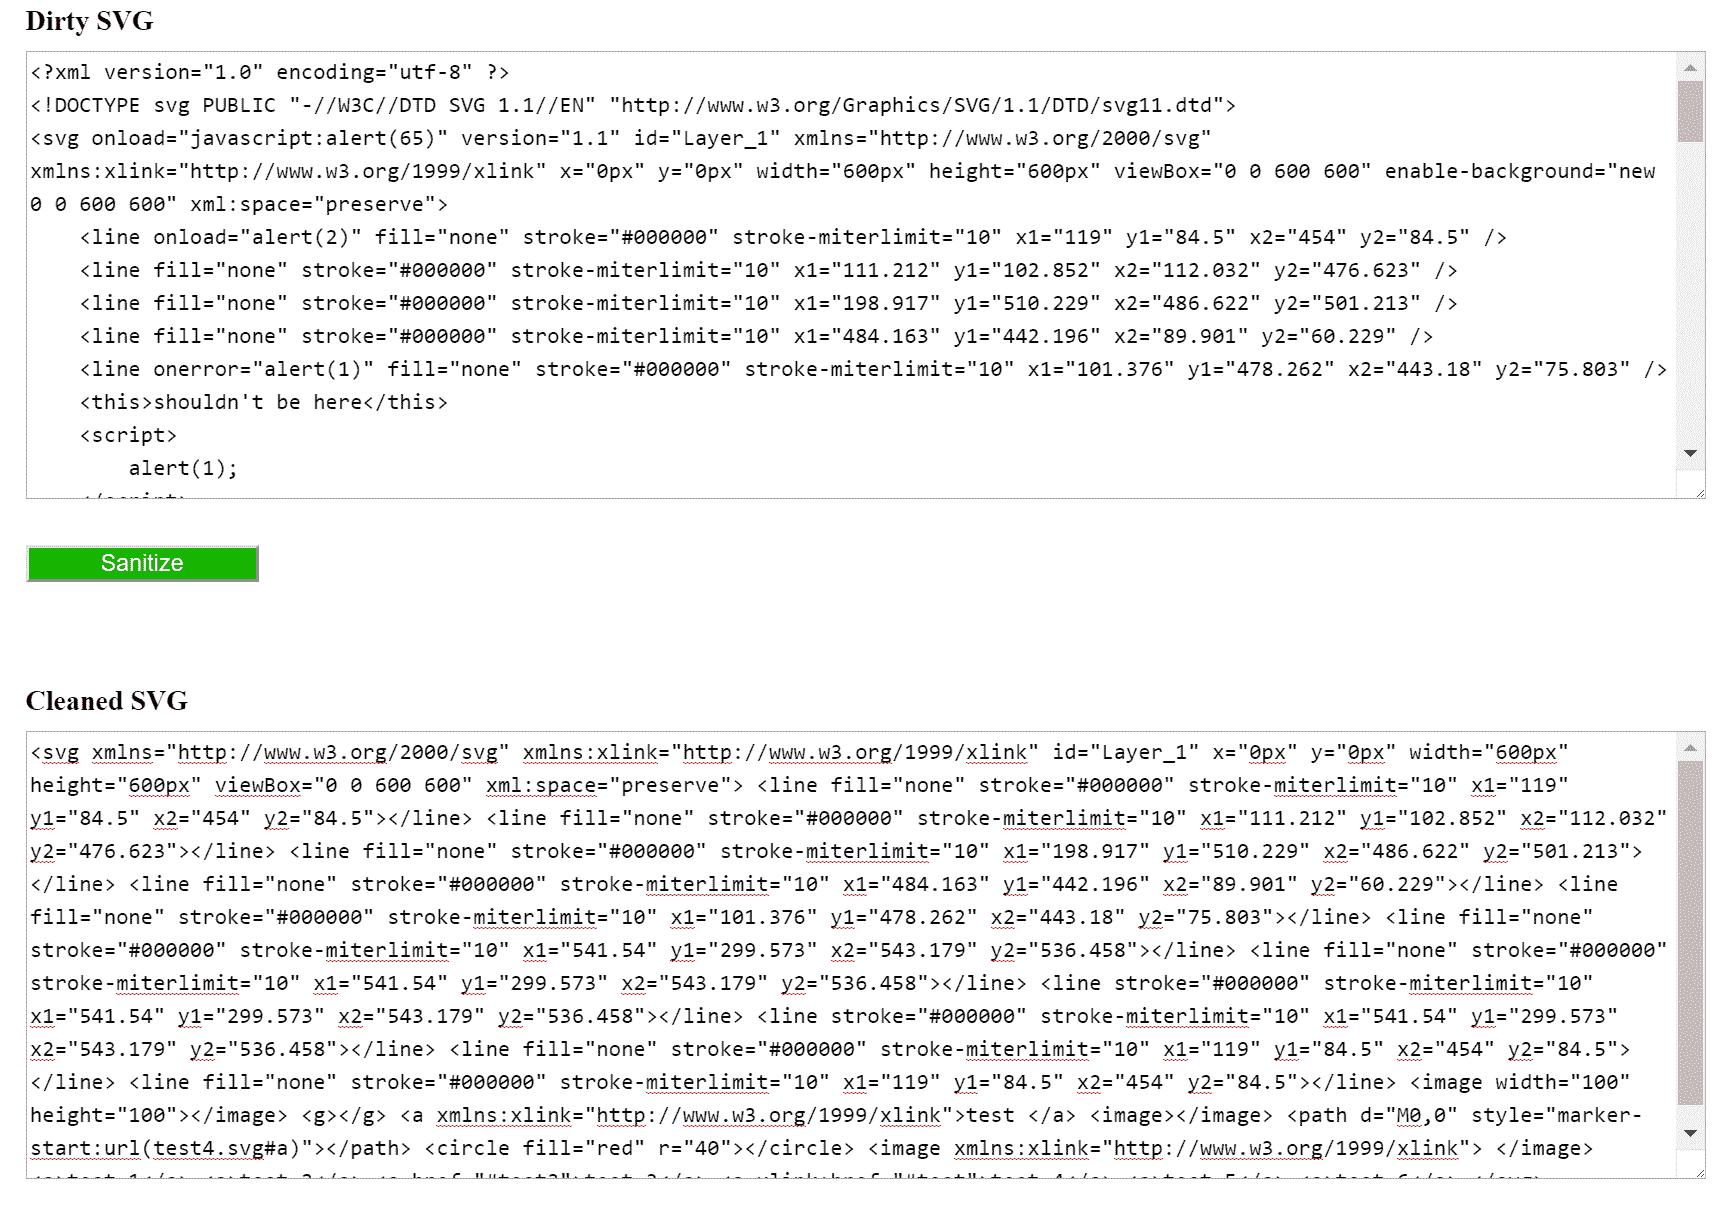 Dirty SVG
<?xml version="1.0" encoding="utf-8" ?>
<!DOCTYPE svg PUBLIC "-//W3C//DTD SVG 1.1//EN" "http://www.w3.org/Graphics/SVG/1.1/DTD/svg11.dtd">
<svg onload="javascript:alert(65)" version="1.1" id="Layer_1" xmlns="http://www.w3.org/2000/svg"
xmlns:xlink="http://www.w3.org/1999/xlink" x="0px" y="0px" width="600px" height="600px" viewBox="0 0 600 600" enable-background="new
0 0 600 600" xml:space="preserve">
<line onload="alert(2)" fill="none" stroke="#000000" stroke-miterlimit="10" x1="119" y1="84.5" x2="454" y2="84.5" />
<line fill="none" stroke="#000000" stroke-miterlimit="10" x1="111.212" y1="102.852" x2="112.032" y2="476.623" />
<line fill="none" stroke="#000000" stroke-miterlimit="10" x1="198.917" y1="510.229" x2="486.622" y2="501.213" />
<line fill="none" stroke="#000000" stroke-miterlimit="10" x1="484.163" y1="442.196" x2="89.901" y2="60.229" />
<line onerror="alert(1)" fill="none" stroke="#000000" stroke-miterlimit="10" x1="101.376" y1="478.262" x2="443.18" y2="75.803" />
<this>shouldn't be here</this>
<script>
alert(1);
</script>
Sanitize
Cleaned SVG
<svg xmlns="http://www.w3.org/2000/svg" xmlns:xlink="http://www.w3.org/1999/xlink" id="Layer_1" x="0px" y="0px" width="600px"
height="600px" viewBox="0 0 600 600" xml:space="preserve"> <line fill="none" stroke="#000000" stroke-miterlimit="10" x1="119"
y1="84.5" x2="454" y2="84.5"></line> <line fill="none" stroke="#000000" stroke-miterlimit="10" x1="111.212" y1="102.852" x2="112.032"
y2="476.623"></line> <line fill="none" stroke="#000000" stroke-miterlimit="10" x1="198.917" y1="510.229" x2="486.622" y2="501.213">
</line> <line fill="none" stroke="#000000" stroke-miterlimit="10" x1="484.163" y1="442.196" x2="89.901" y2="60.229"></line> <line
fill="none" stroke="#000000" stroke-miterlimit="10" x1="101.376" y1="478.262" x2="443.18" y2="75.803"></line> <line fill="none"
stroke="#000000" stroke-miterlimit="10" x1="541.54" y1="299.573" x2="543.179" y2="536.458"></line> <line fill="none" stroke="#000000"
stroke-miterlimit="10" x1="541.54" y1="299.573" x2="543.179" y2="536.458"></line> <line stroke="#000000" stroke-miterlimit="10"
x1="541.54" y1="299.573" x2="543.179" y2="536.458"></line> <line stroke="#000000" stroke-miterlimit="10" x1="541.54" y1="299.573"
x2="543.179" y2="536.458"></line> <line fill="none" stroke="#000000" stroke-miterlimit="10" x1="119" y1="84.5" x2="454" y2="84.5">
</line> <line fill="none" stroke="#000000" stroke-miterlimit="10" x1="119" y1="84.5" x2="454" y2="84.5"></line> <image width="100"
height="100"></image> <g></g> <a xmlns:xlink="http://www.w3.org/1999/xlink">test </a> <image></image> <path d="M0,0" style="marker-
start:url(test4.svg#a)"></path> <circle fill="red" r="40"></circle> <image xmlns:xlink="http://www.w3.org/1999/xlink"> </image>